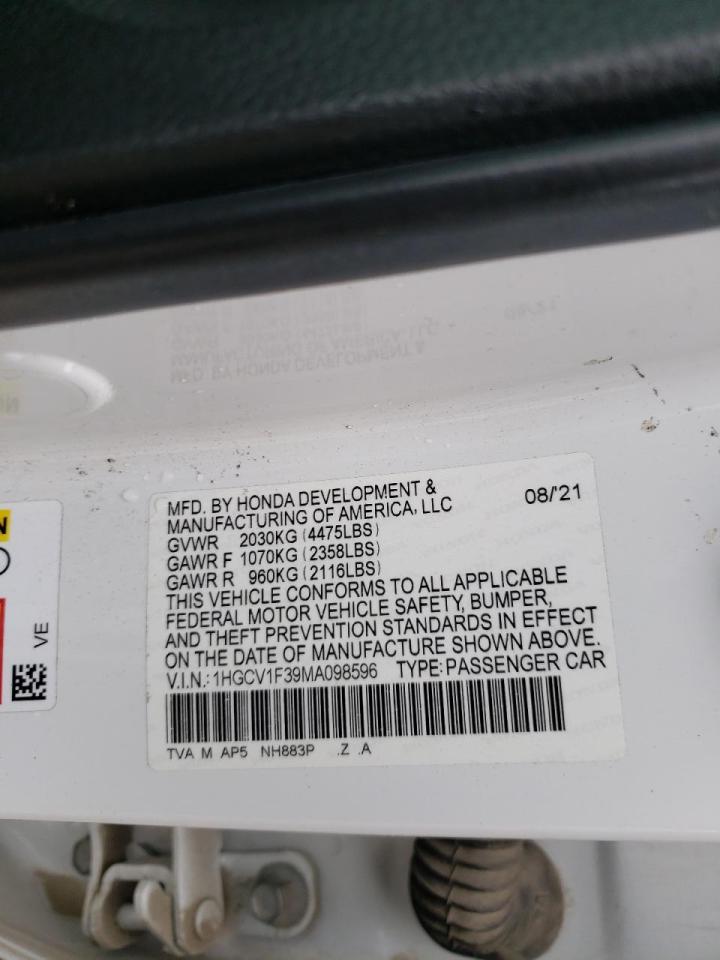 MFD. BY HONDA DEVELOPMENT &
MANUFACTURING OF AMERICA, LLC 08/'21
GVWR 2030KG (4475LBS)
GAWR F 1070KG (2358LBS)
GAWR R 960KG (2116LBS)
THIS VEHICLE CONFORMS TO ALL APPLICABLE
FEDERAL MOTOR VEHICLE SAFETY, BUMPER,
AND THEFT PREVENTION STANDARDS IN EFFECT
ON THE DATE OF MANUFACTURE SHOWN ABOVE.
V.I.N.: 1HGCV1F39MA098596 TYPE: PASSENGER CAR
TVA M AP5 NH883P .Z .A
VE